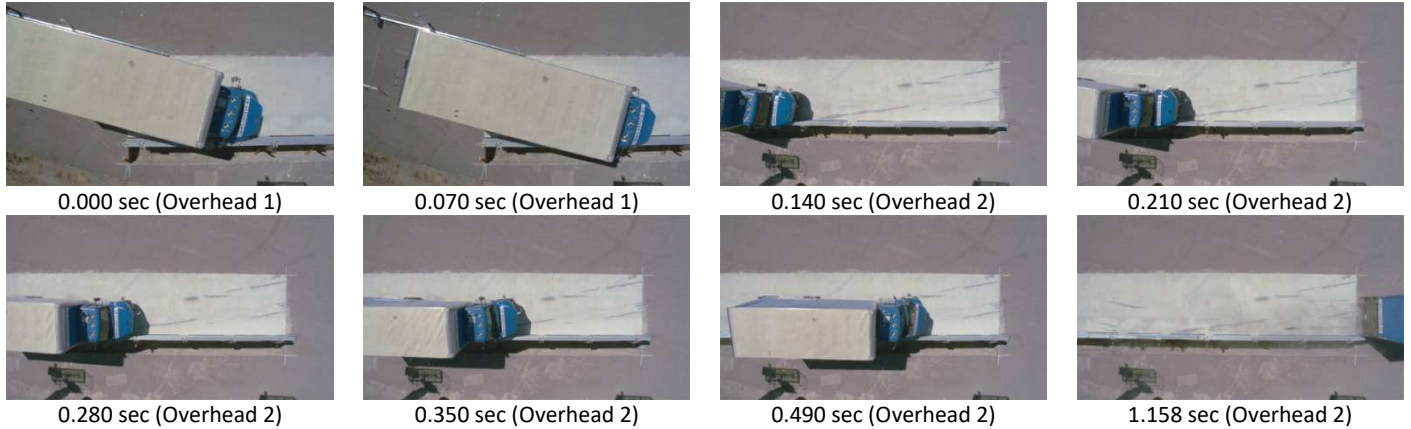 0.000 sec (Overhead 1)
0.070 sec (Overhead 1)
0.140 sec (Overhead 2)
0.210 sec (Overhead 2)
0.280 sec (Overhead 2)
0.350 sec (Overhead 2)
0.490 sec (Overhead 2)
1.158 sec (Overhead 2)